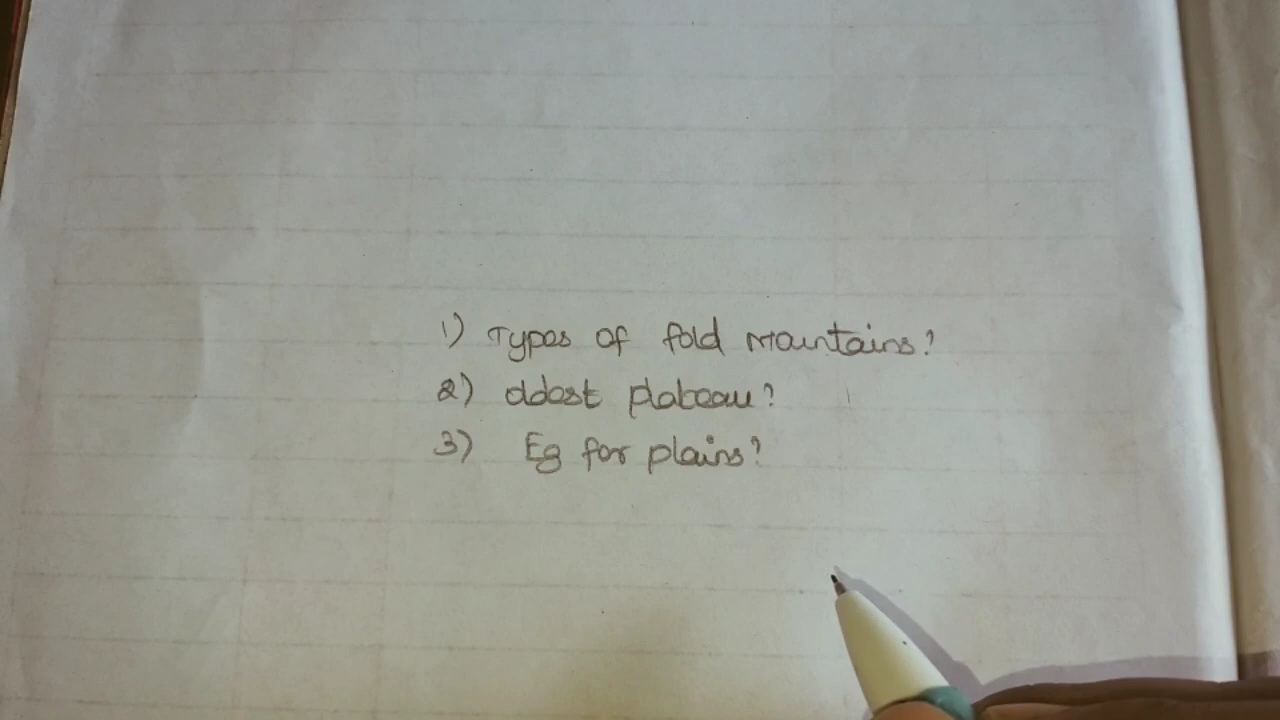 1) Types of fold Mountains?
2) oldest plateau?
3) Eg for plains?